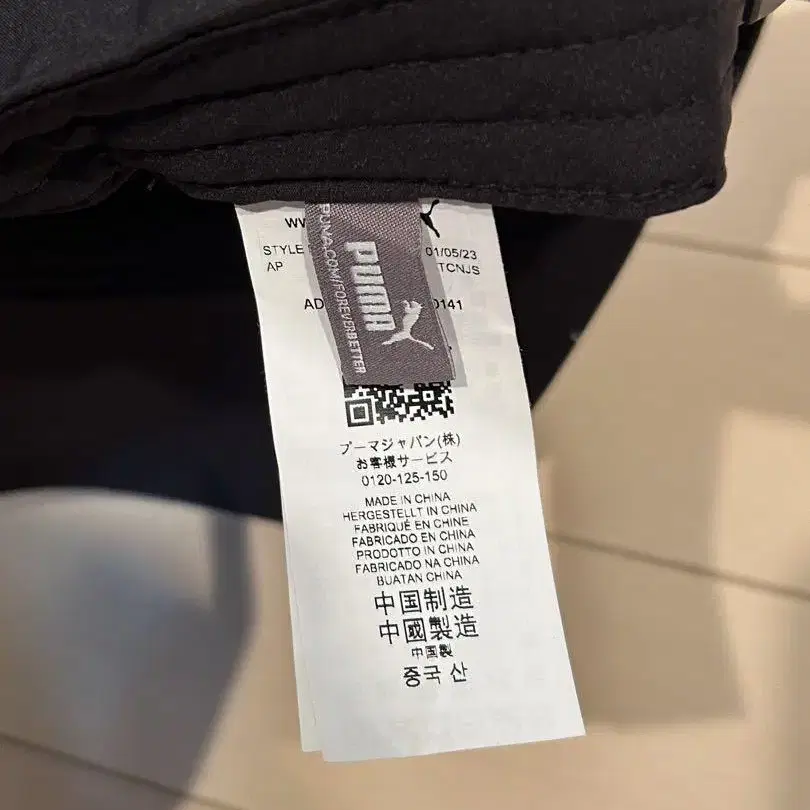 STYLE 01/05/23
AP TCNJS
PUMA.COM/FOREVERBETTER
PUMA
プーマジャパン(株)
お客様サービス
0120-125-150
MADE IN CHINA
HERGESTELLT IN CHINA
FABRIQUÉ EN CHINE
FABRICADO EN CHINA
PRODOTTO IN CHINA
FABRICADO NA CHINA
BUATAN CHINA
中国制造
中國製造
中国製
중국 산